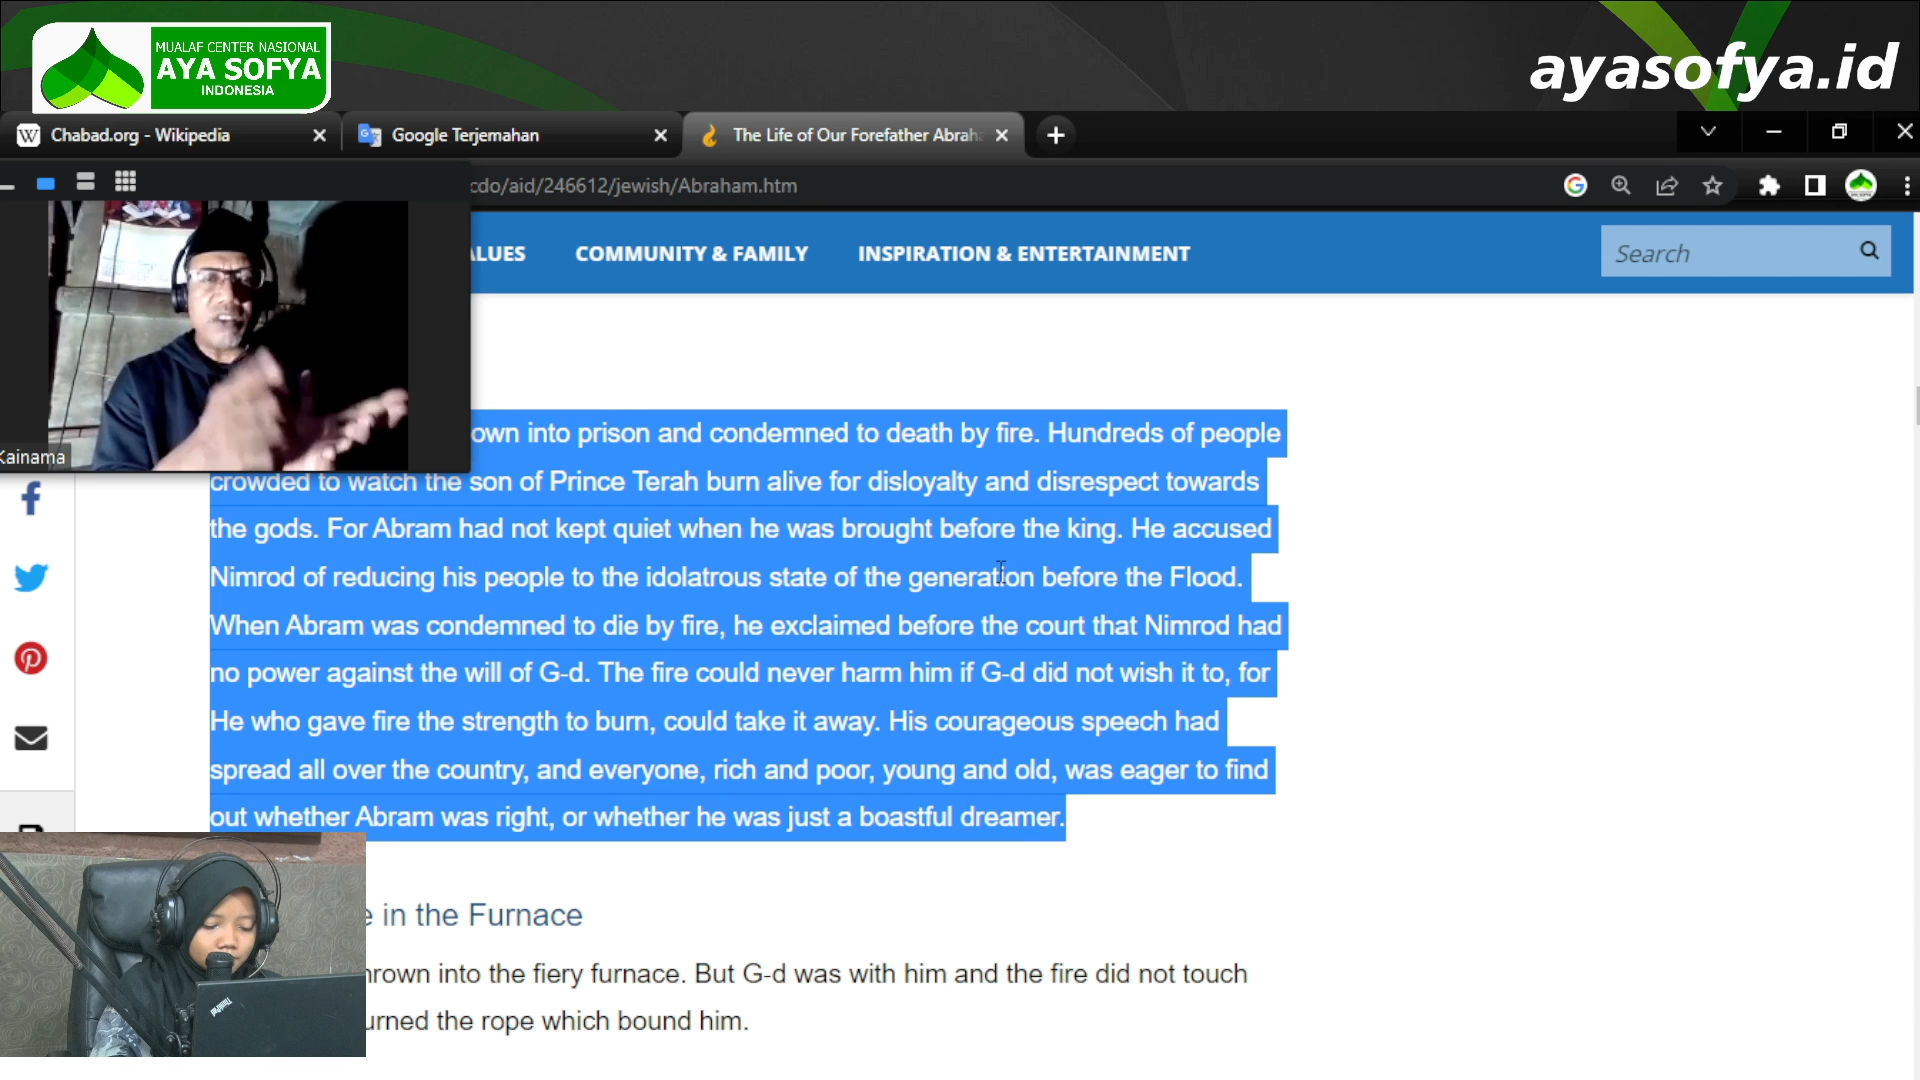 MUALAF CENTER NASIONAL
AYA SOFYA
INDONESIA
ayasofya.id
Chabad.org - Wikipedia
Google Terjemahan
The Life of Our Forefather Abrah
cdo/aid/246612/jewish/Abraham.htm
ALUES
COMMUNITY & FAMILY
INSPIRATION & ENTERTAINMENT
Search
Kainama
own into prison and condemned to death by fire. Hundreds of people
crowded to watch the son of Prince Terah burn alive for disloyalty and disrespect towards
the gods. For Abram had not kept quiet when he was brought before the king. He accused
Nimrod of reducing his people to the idolatrous state of the generation before the Flood.
When Abram was condemned to die by fire, he exclaimed before the court that Nimrod had
no power against the will of G-d. The fire could never harm him if G-d did not wish it to, for
He who gave fire the strength to burn, could take it away. His courageous speech had
spread all over the country, and everyone, rich and poor, young and old, was eager to find
out whether Abram was right, or whether he was just a boastful dreamer.
e in the Furnace
hrown into the fiery furnace. But G-d was with him and the fire did not touch
urned the rope which bound him.
ThinkPad